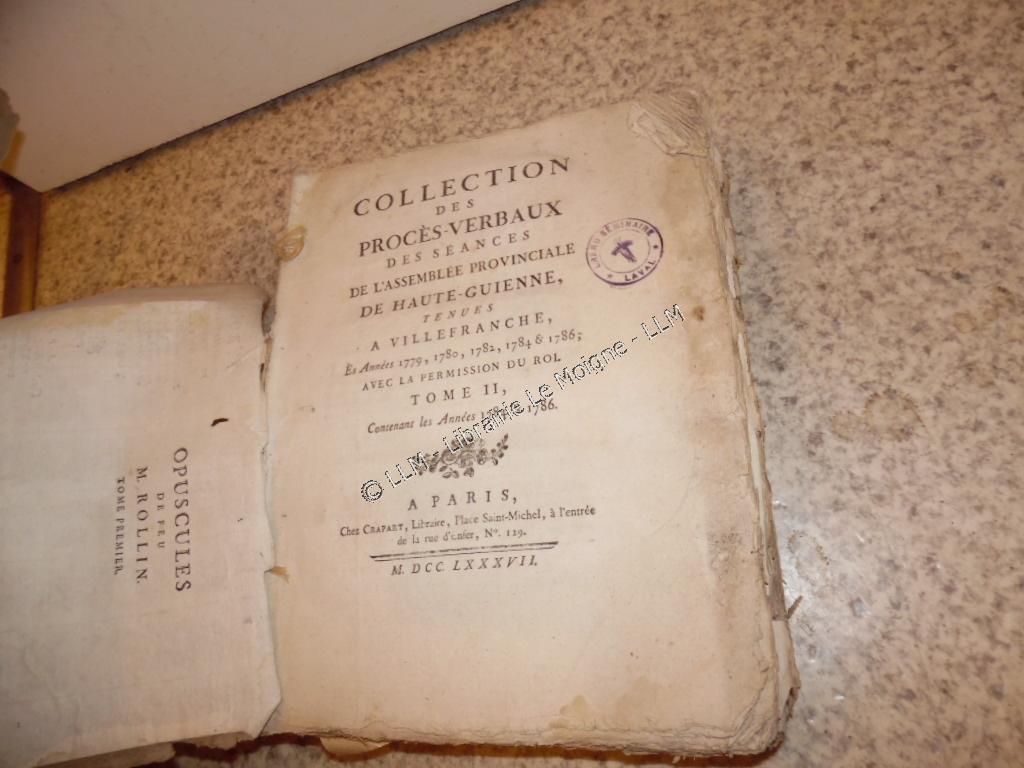 COLLECTION
DES
PROCÈS-VERBAUX
DES SÉANCES
DE L'ASSEMBLÉE PROVINCIALE
DE HAUTE-GUIENNE,
TENUES
A VILLEFRANCHE,
Es Années 1779, 1780, 1782, 1784 & 1786;
AVEC LA PERMISSION DU ROI.
TOME II,
Contenant les Années 1786.
A PARIS,
Chez CRAPART, Libraire, Place Saint-Michel, à l'entrée
de la rue d'Enfer, N°. 129.
M. DCC. LXXXVII.
SÉMINAIRE
LAVAL
© LLM - Librairie Le Moigne - LLM
OPUSCULES
DE FEU
M. ROLLIN.
TOME PREMIER.